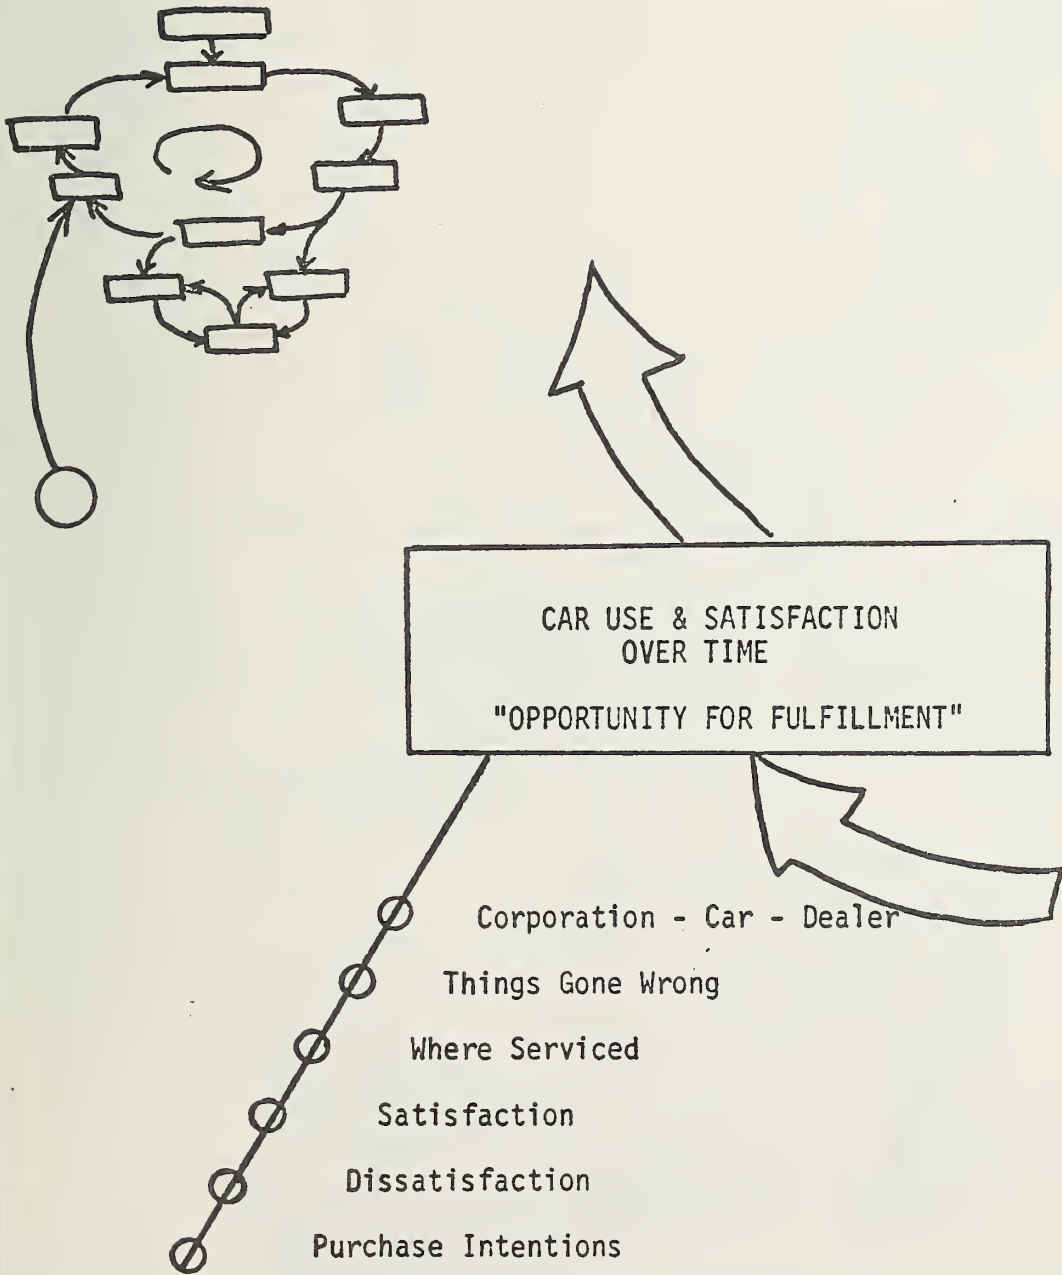 CAR USE & SATISFACTION
OVER TIME
"OPPORTUNITY FOR FULFILLMENT"
Corporation - Car - Dealer
Things Gone Wrong
Where Serviced
Satisfaction
Dissatisfaction
Purchase Intentions